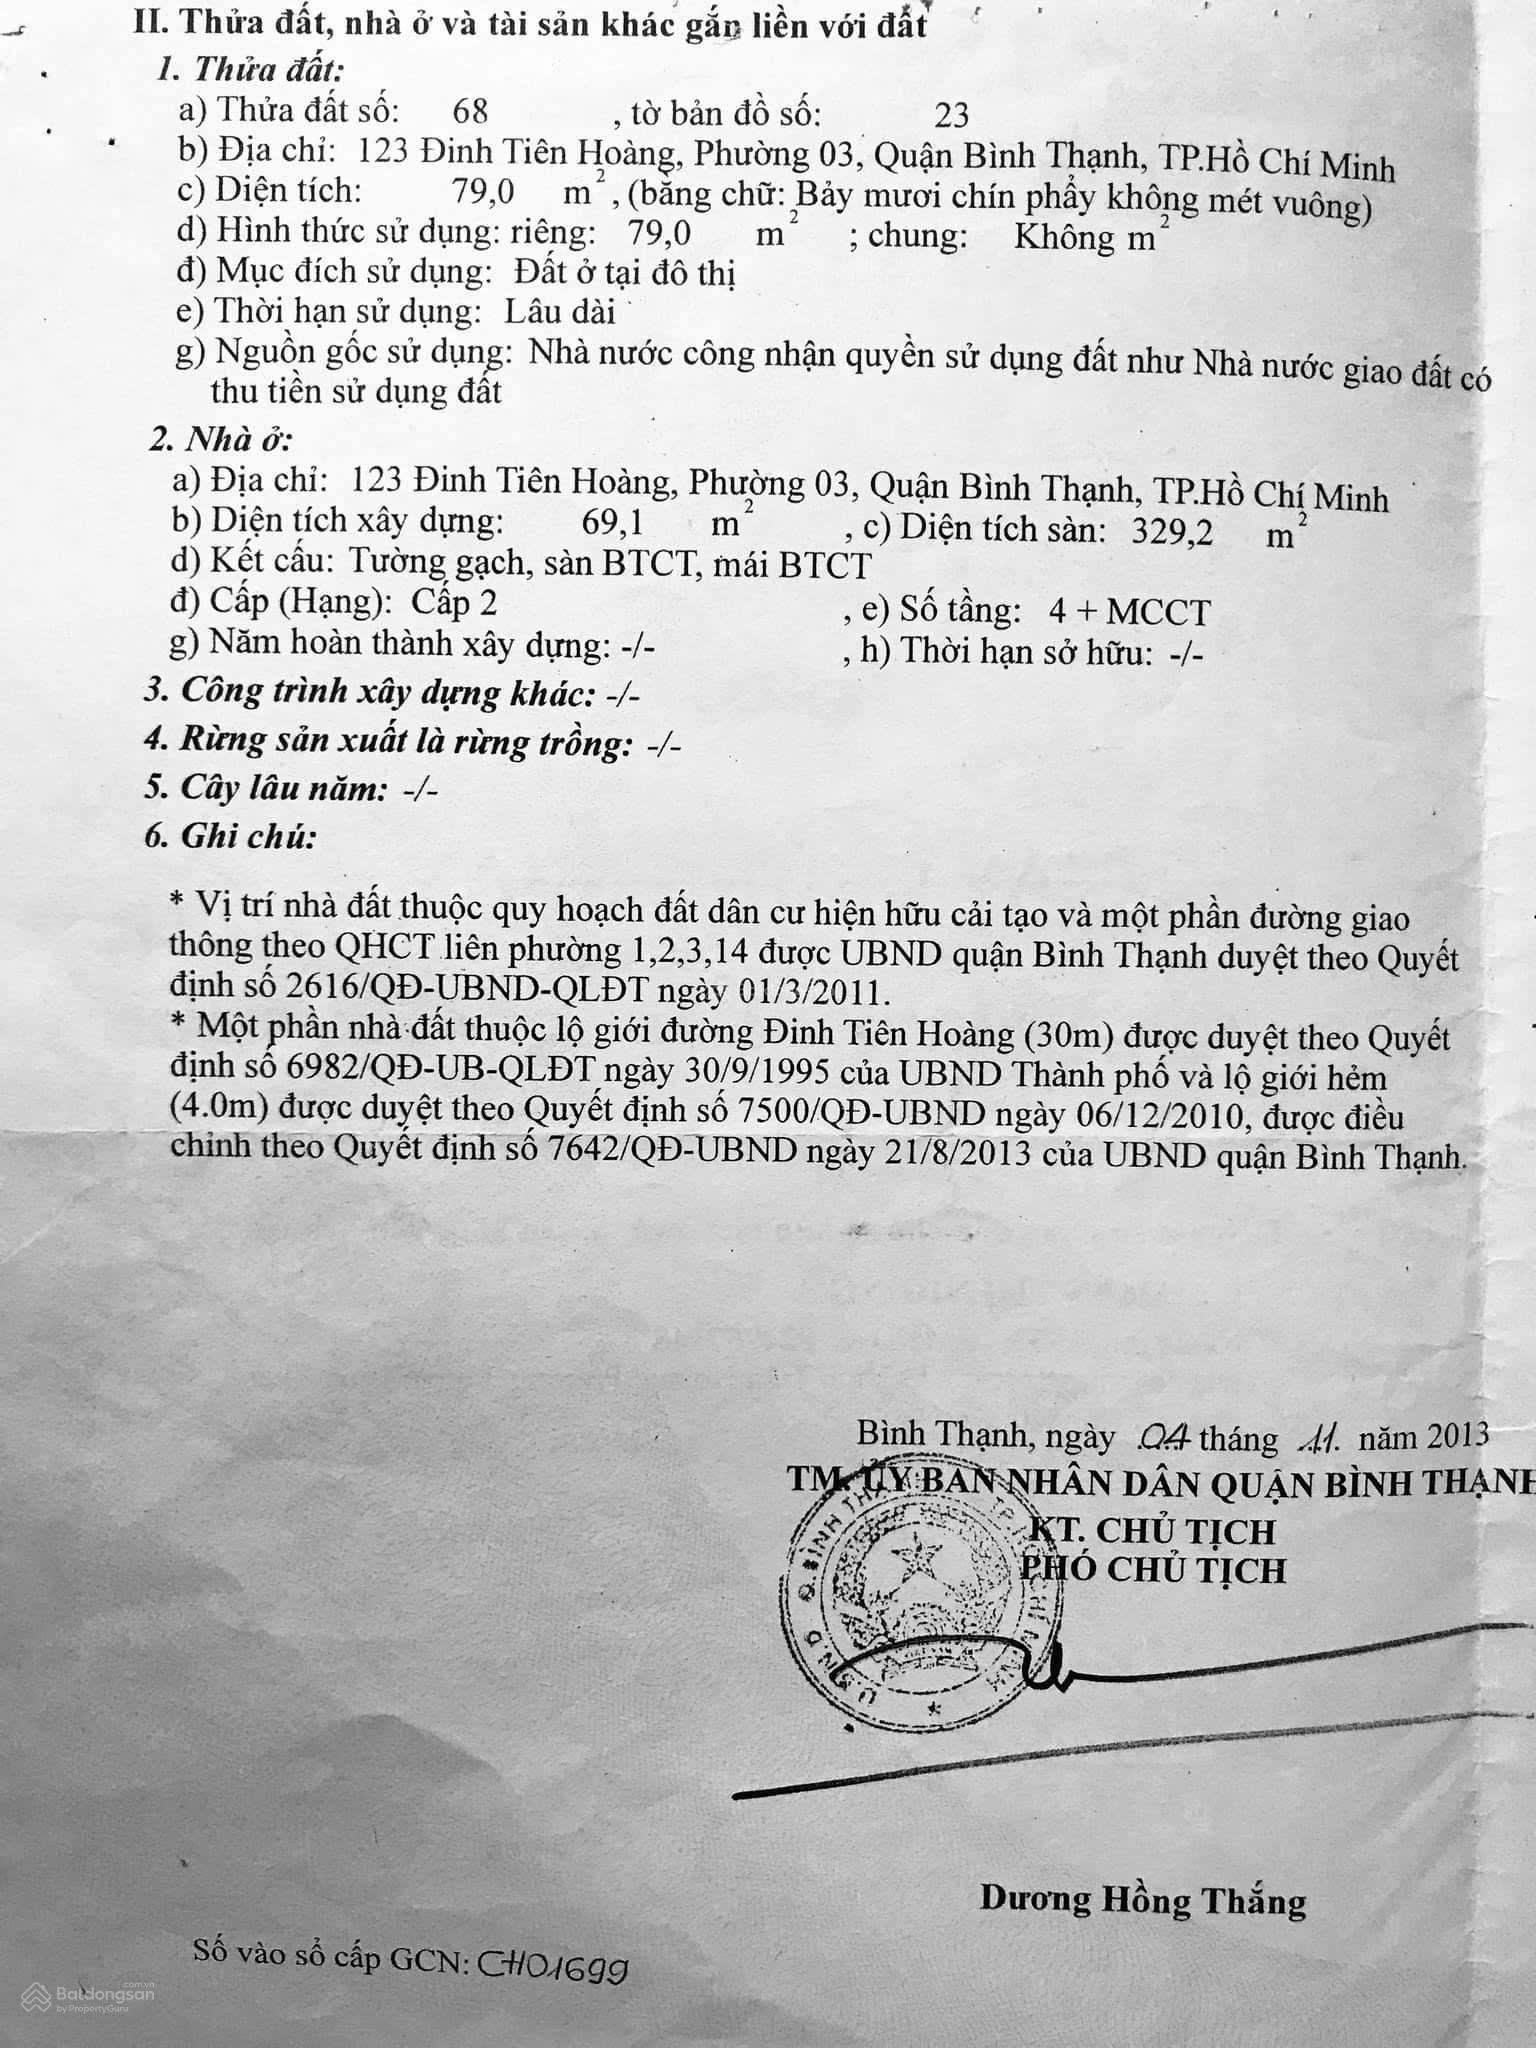 II. Thửa đất, nhà ở và tài sản khác gắn liền với đất
1. Thửa đất:
a) Thửa đất số: 68 , tờ bản đồ số: 23
b) Địa chỉ: 123 Đinh Tiên Hoàng, Phường 03, Quận Bình Thạnh, TP.Hồ Chí Minh
c) Diện tích: 79,0 m², (bằng chữ: Bảy mươi chín phẩy không mét vuông)
d) Hình thức sử dụng: riêng: 79,0 m² ; chung: Không m²
đ) Mục đích sử dụng: Đất ở tại đô thị
e) Thời hạn sử dụng: Lâu dài
g) Nguồn gốc sử dụng: Nhà nước công nhận quyền sử dụng đất như Nhà nước giao đất có
thu tiền sử dụng đất
2. Nhà ở:
a) Địa chỉ: 123 Đinh Tiên Hoàng, Phường 03, Quận Bình Thạnh, TP.Hồ Chí Minh
b) Diện tích xây dựng: 69,1 m² , c) Diện tích sàn: 329,2 m²
d) Kết cấu: Tường gạch, sàn BTCT, mái BTCT
đ) Cấp (Hạng): Cấp 2 , e) Số tầng: 4 + MCCT
g) Năm hoàn thành xây dựng: -/- , h) Thời hạn sở hữu: -/-
3. Công trình xây dựng khác: -/-
4. Rừng sản xuất là rừng trồng: -/-
5. Cây lâu năm: -/-
6. Ghi chú:
* Vị trí nhà đất thuộc quy hoạch đất dân cư hiện hữu cải tạo và một phần đường giao
thông theo QHCT liên phường 1,2,3,14 được UBND quận Bình Thạnh duyệt theo Quyết
định số 2616/QĐ-UBND-QLĐT ngày 01/3/2011.
* Một phần nhà đất thuộc lộ giới đường Đinh Tiên Hoàng (30m) được duyệt theo Quyết
định số 6982/QĐ-UB-QLĐT ngày 30/9/1995 của UBND Thành phố và lộ giới hẻm
(4.0m) được duyệt theo Quyết định số 7500/QĐ-UBND ngày 06/12/2010, được điều
chỉnh theo Quyết định số 7642/QĐ-UBND ngày 21/8/2013 của UBND quận Bình Thạnh.
Bình Thạnh, ngày 04 tháng 11 năm 2013
TM. ỦY BAN NHÂN DÂN QUẬN BÌNH THẠNH
KT. CHỦ TỊCH
PHÓ CHỦ TỊCH
U.B.N.D Q.BÌNH THẠNH
Dương Hồng Thắng
Số vào sổ cấp GCN: CH01699
Batdongsan.com.vn
by PropertyGuru